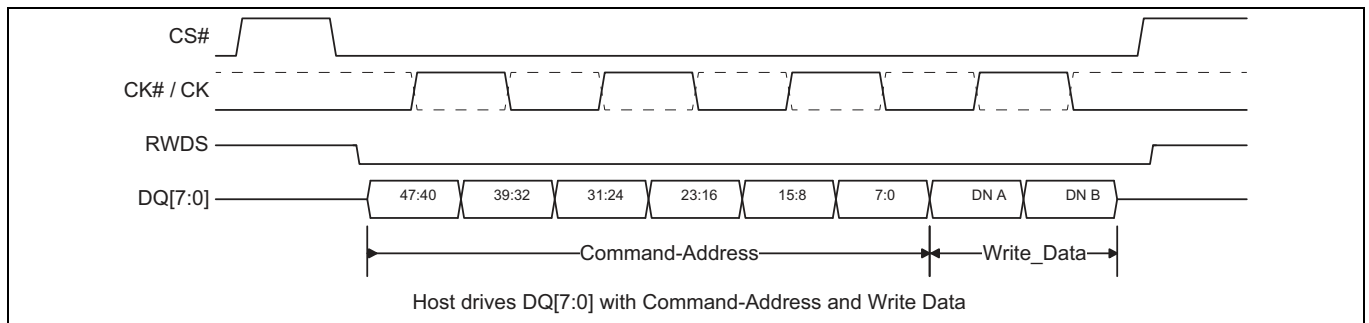 CS#
CK# / CK
RWDS
DQ[7:0] 47:40 39:32 31:24 23:16 15:8 7:0 DN A DN B
Command-Address Write_Data
Host drives DQ[7:0] with Command-Address and Write Data